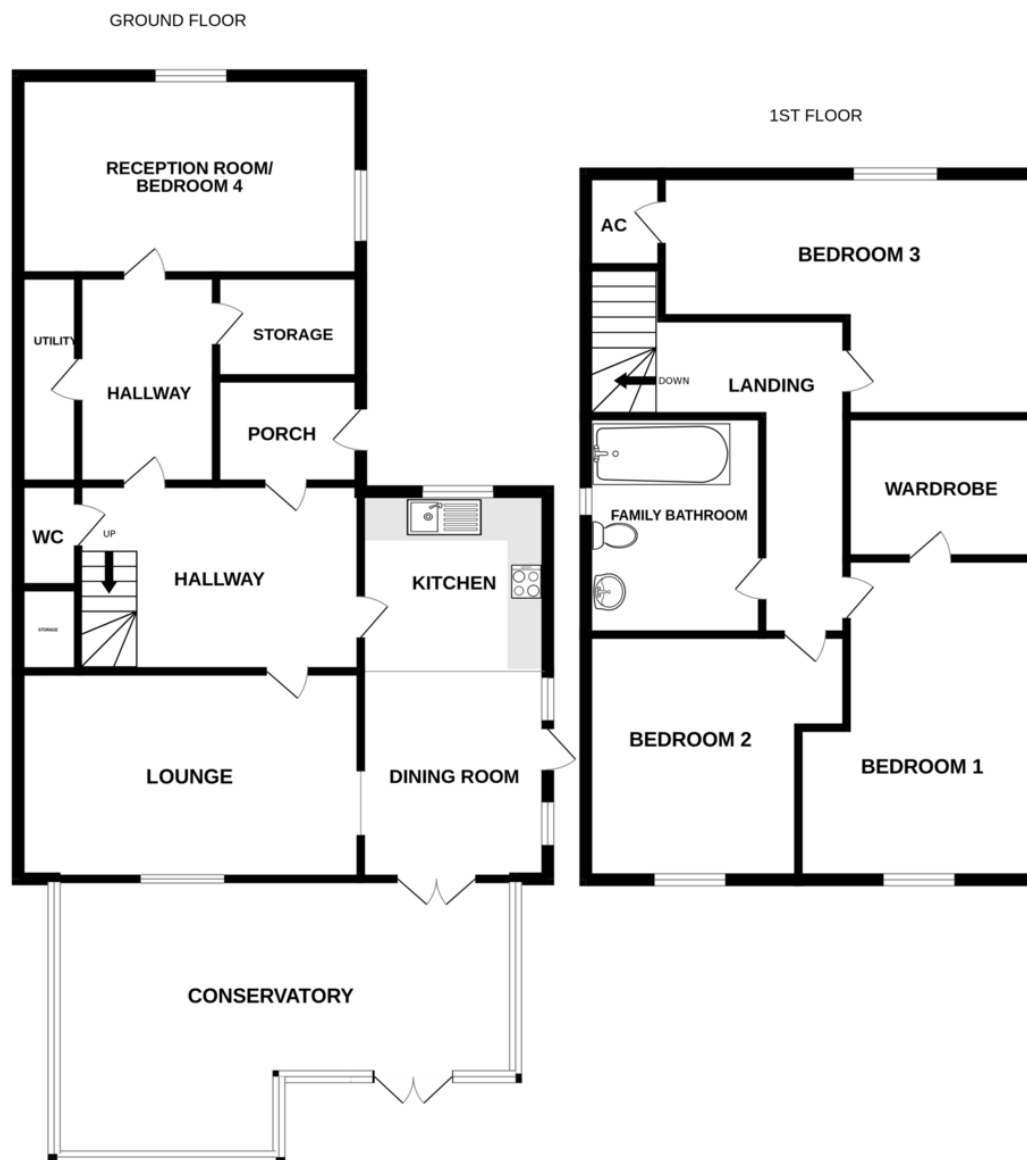 GROUND FLOOR
RECEPTION ROOM/
BEDROOM 4
UTILITY
STORAGE
HALLWAY
PORCH
WC
UP
HALLWAY
KITCHEN
STORAGE
LOUNGE
DINING ROOM
CONSERVATORY
1ST FLOOR
AC
BEDROOM 3
DOWN
LANDING
WARDROBE
FAMILY BATHROOM
BEDROOM 2
BEDROOM 1